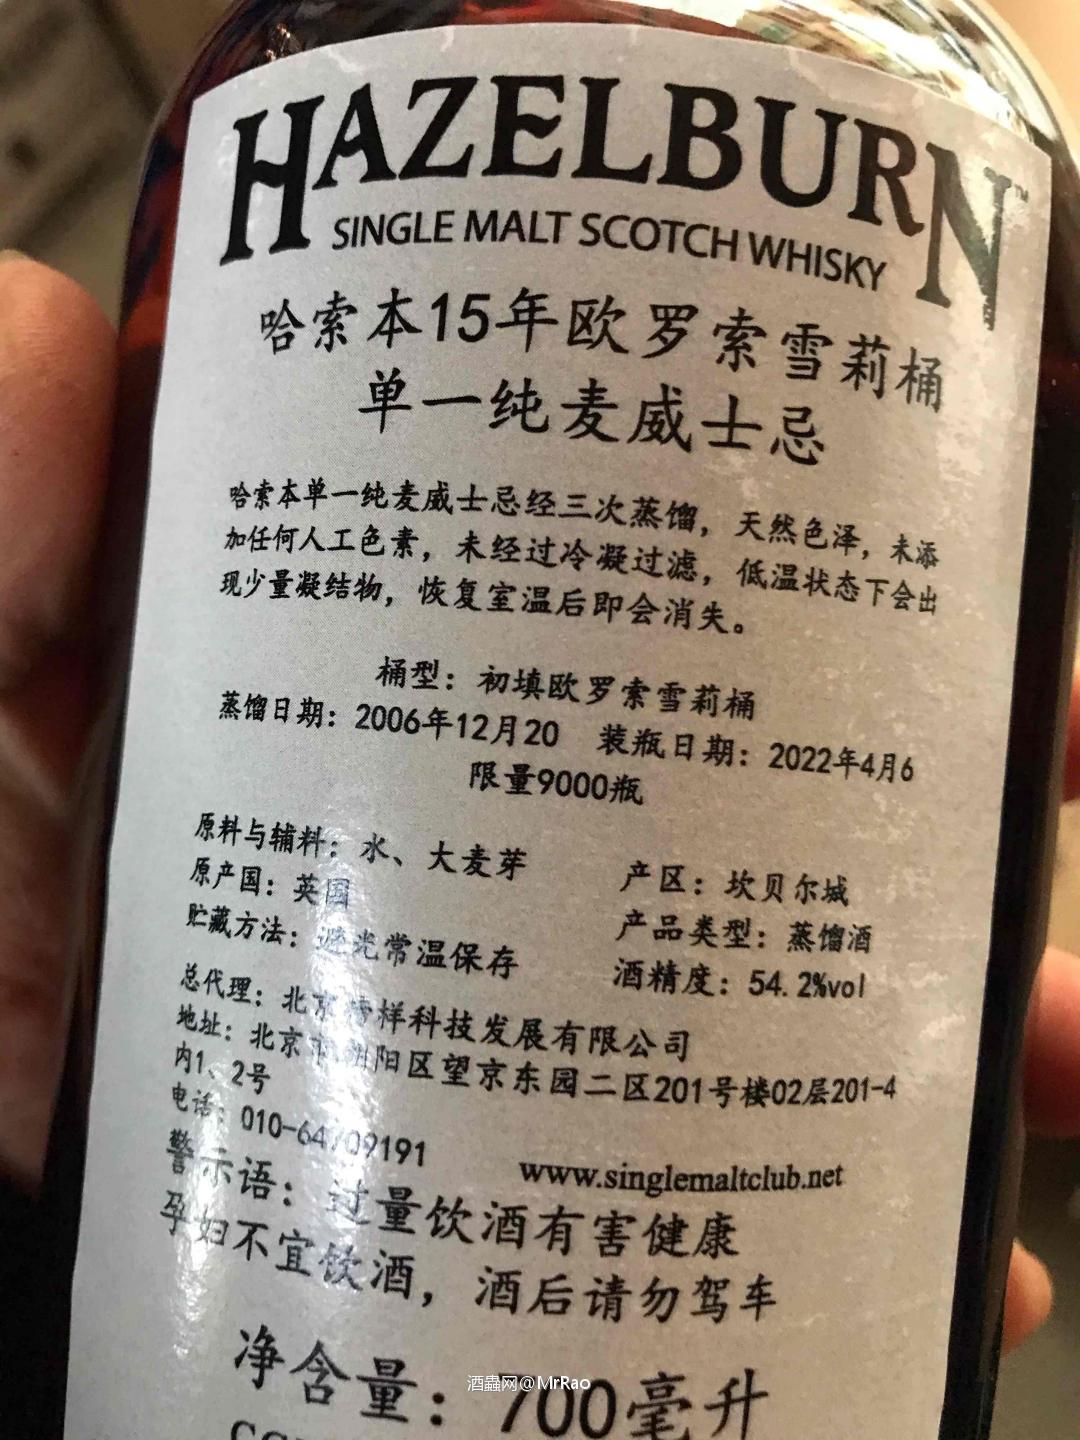 HAZELBURN™
SINGLE MALT SCOTCH WHISKY
哈索本15年欧罗索雪莉桶
单一纯麦威士忌
哈索本单一纯麦威士忌经三次蒸馏，天然色泽，未添
加任何人工色素，未经过冷凝过滤，低温状态下会出
现少量凝结物，恢复室温后即会消失。
桶型：初填欧罗索雪莉桶
蒸馏日期：2006年12月20 装瓶日期：2022年4月6
限量9000瓶
原料与辅料：水、大麦芽
产区：坎贝尔城
原产国：英国
产品类型：蒸馏酒
贮藏方法：避光常温保存
酒精度：54.2%vol
总代理：北京 样科技发展有限公司
地址：北京市朝阳区望京东园二区201号楼02层201-4
内1、2号
电话：010-64709191
www.singlemaltclub.net
警示语：过量饮酒有害健康
孕妇不宜饮酒，酒后请勿驾车
净含量：700毫升
酒蟲网@MrRao